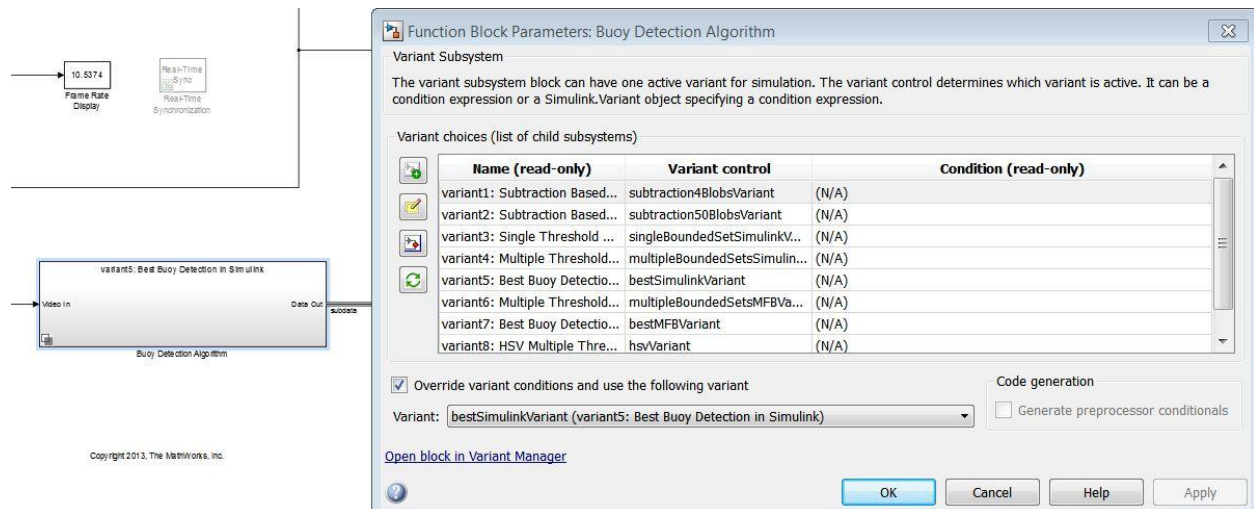 10.5374
Frame Rate
Display
Real-Time
Sync
Real-Time
Synchronization
variant5: Best Buoy Detection in Simulink
Video In
Data Out
subdata
Buoy Detection Algorithm
Copyright 2013, The MathWorks, Inc.
Function Block Parameters: Buoy Detection Algorithm
Variant Subsystem
The variant subsystem block can have one active variant for simulation. The variant control determines which variant is active. It can be a
condition expression or a Simulink.Variant object specifying a condition expression.
Variant choices (list of child subsystems)
Name (read-only) Variant control Condition (read-only)
variant1: Subtraction Based... subtraction4BlobsVariant (N/A)
variant2: Subtraction Based... subtraction50BlobsVariant (N/A)
variant3: Single Threshold ... singleBoundedSetSimulinkV... (N/A)
variant4: Multiple Threshold... multipleBoundedSetsSimulin... (N/A)
variant5: Best Buoy Detectio... bestSimulinkVariant (N/A)
variant6: Multiple Threshold... multipleBoundedSetsMFBVa... (N/A)
variant7: Best Buoy Detectio... bestMFBVariant (N/A)
variant8: HSV Multiple Thre... hsvVariant (N/A)
Override variant conditions and use the following variant
Variant: bestSimulinkVariant (variant5: Best Buoy Detection in Simulink)
Code generation
Generate preprocessor conditionals
Open block in Variant Manager
OK Cancel Help Apply